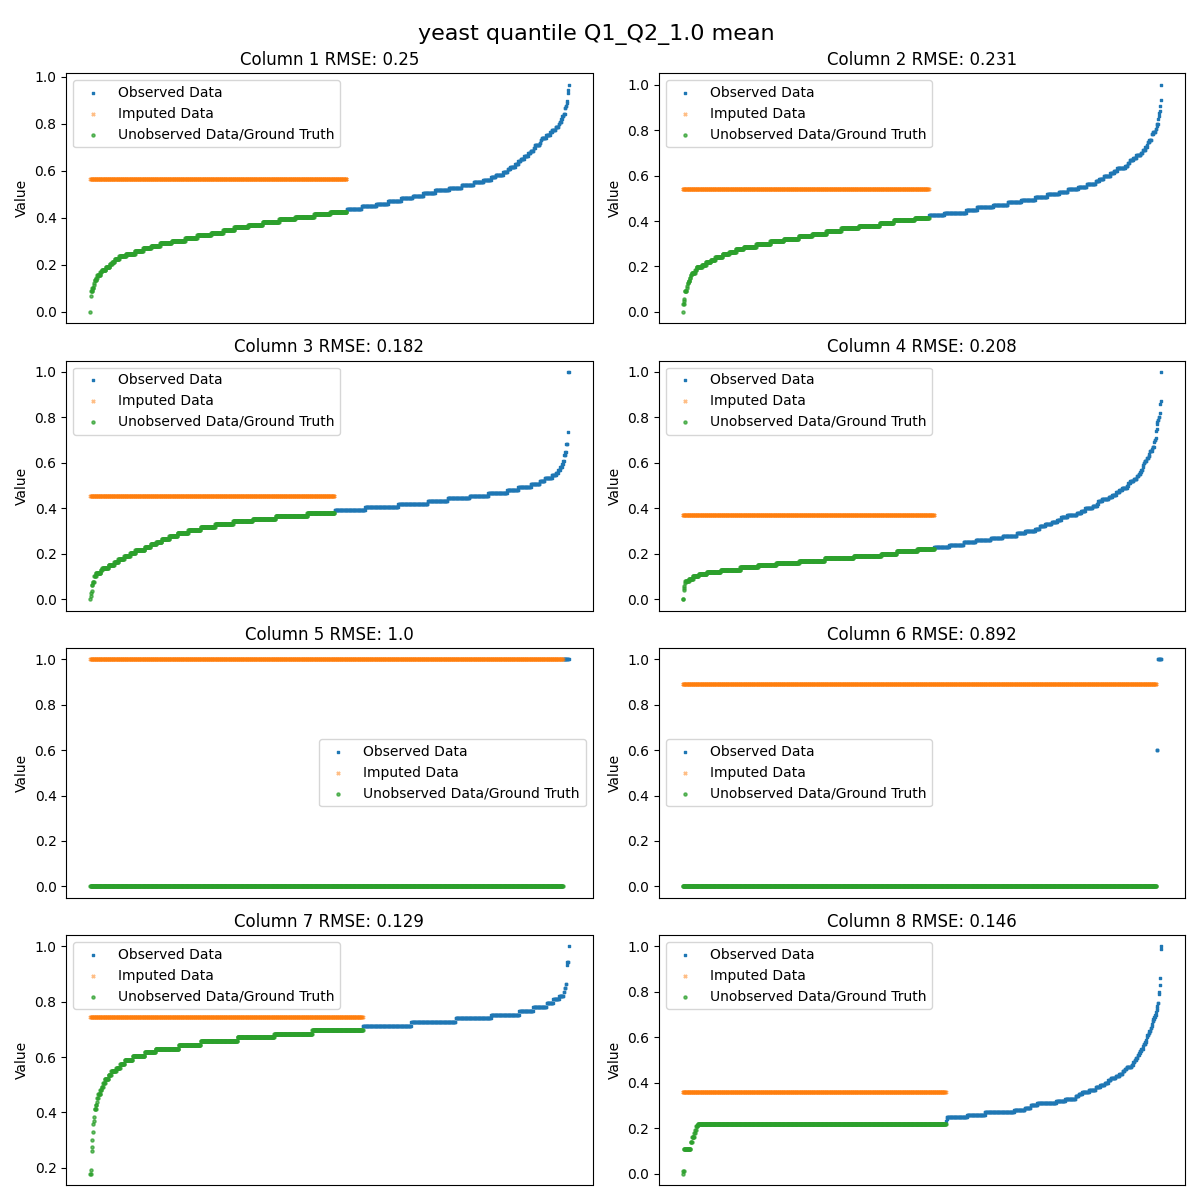 yeast quantile Q1_Q2_1.0 mean
Column 1 RMSE: 0.25
Value
1.0
0.8
0.6
0.4
0.2
0.0
Observed Data
Imputed Data
Unobserved Data/Ground Truth
Column 2 RMSE: 0.231
Value
1.0
0.8
0.6
0.4
0.2
0.0
Observed Data
Imputed Data
Unobserved Data/Ground Truth
Column 3 RMSE: 0.182
Value
1.0
0.8
0.6
0.4
0.2
0.0
Observed Data
Imputed Data
Unobserved Data/Ground Truth
Column 4 RMSE: 0.208
Value
1.0
0.8
0.6
0.4
0.2
0.0
Observed Data
Imputed Data
Unobserved Data/Ground Truth
Column 5 RMSE: 1.0
Value
1.0
0.8
0.6
0.4
0.2
0.0
Observed Data
Imputed Data
Unobserved Data/Ground Truth
Column 6 RMSE: 0.892
Value
1.0
0.8
0.6
0.4
0.2
0.0
Observed Data
Imputed Data
Unobserved Data/Ground Truth
Column 7 RMSE: 0.129
Value
1.0
0.8
0.6
0.4
0.2
Observed Data
Imputed Data
Unobserved Data/Ground Truth
Column 8 RMSE: 0.146
Value
1.0
0.8
0.6
0.4
0.2
0.0
Observed Data
Imputed Data
Unobserved Data/Ground Truth